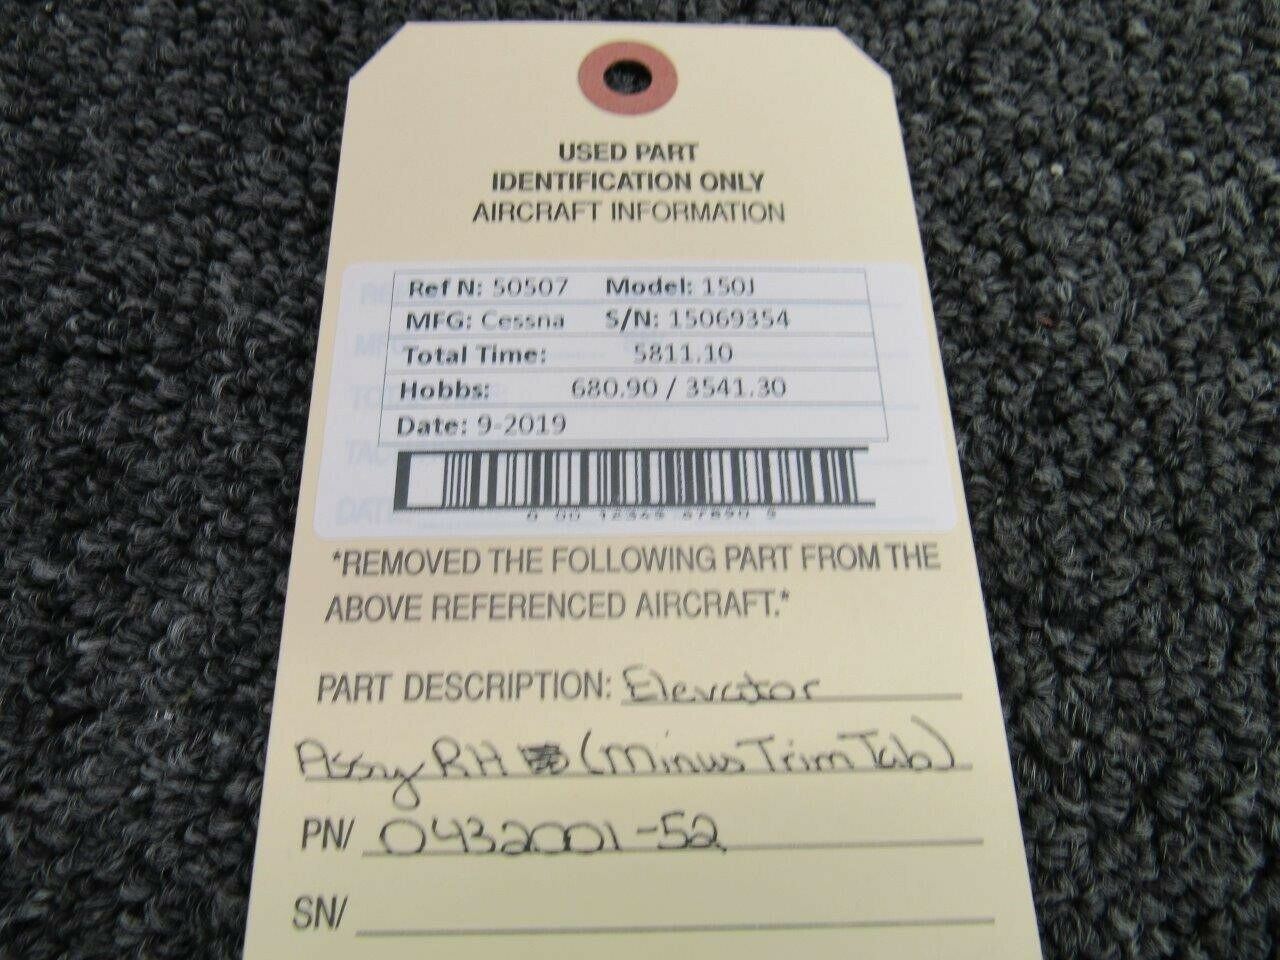 USED PART
IDENTIFICATION ONLY
AIRCRAFT INFORMATION
Ref N: 50507 Model: 150J
MFG: Cessna S/N: 15069354
Total Time: 5811.10
Hobbs: 680.90 / 3541.30
Date: 9-2019
*REMOVED THE FOLLOWING PART FROM THE
ABOVE REFERENCED AIRCRAFT.*
PART DESCRIPTION: Elevator
Assy RH (Minus Trim Tab)
PN/ 0432001-52
SN/